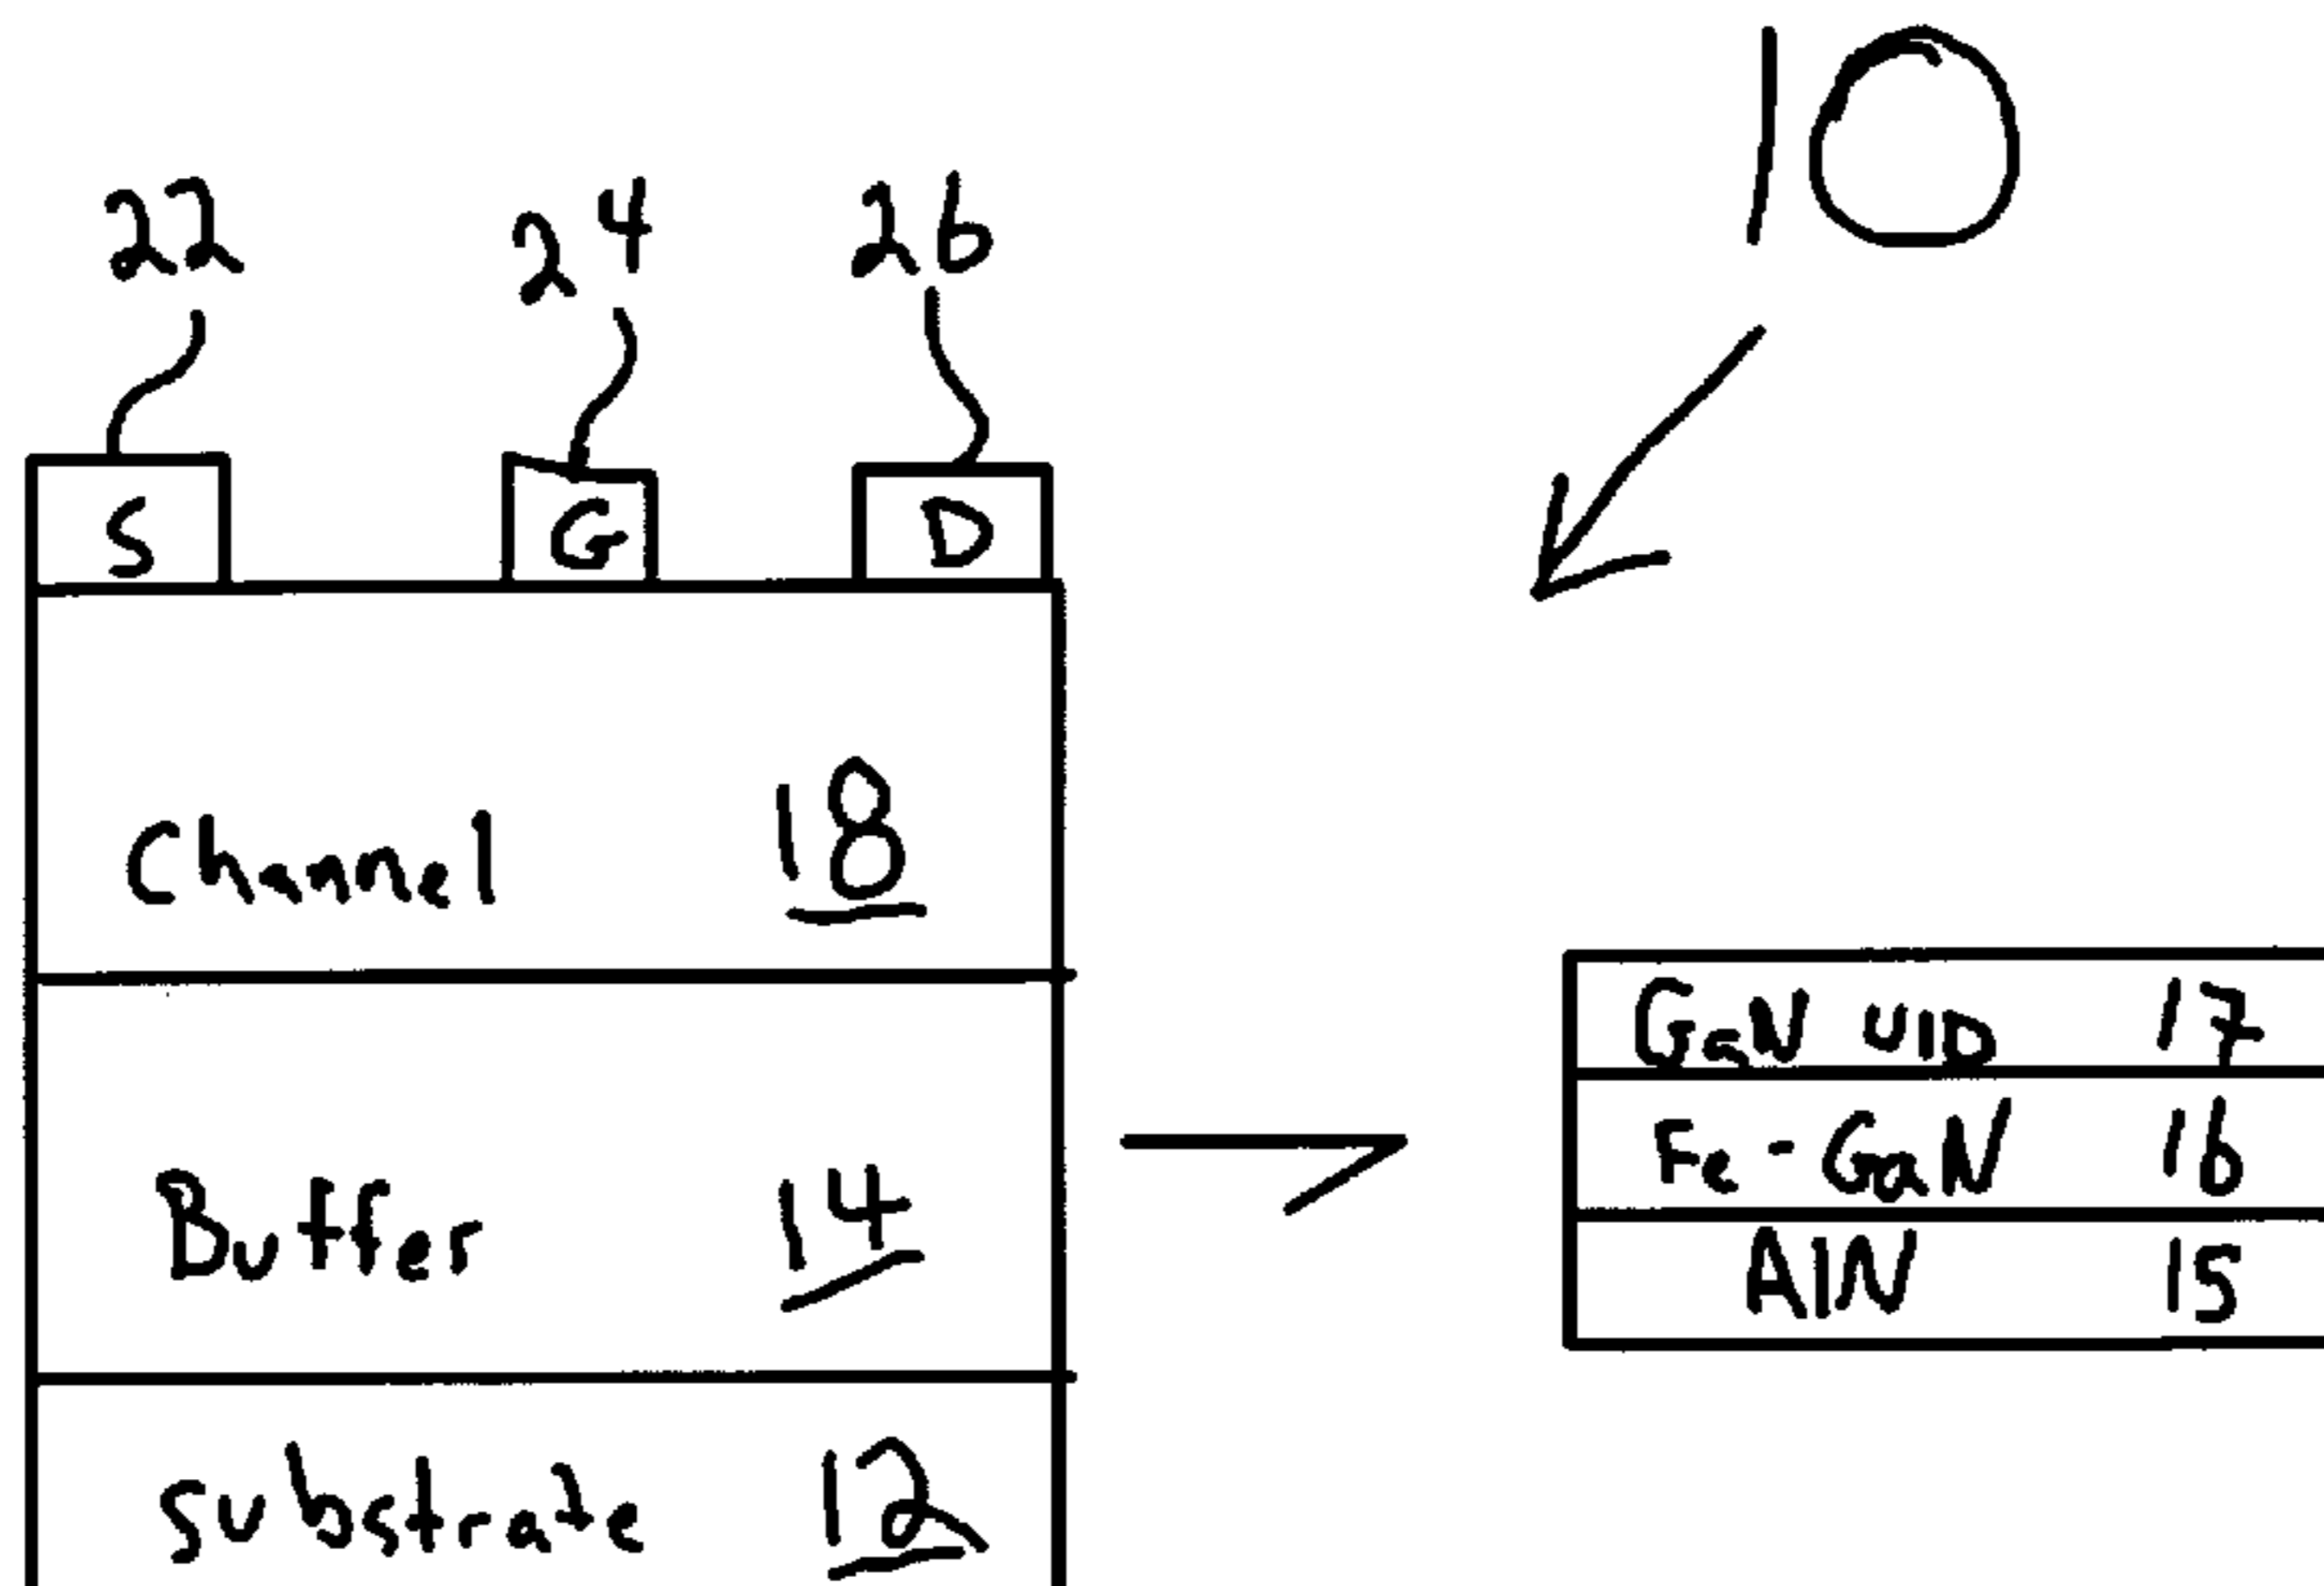 10
22 24 26
S G D
Channel 18
GaN UID 17
Fe-GaN 16
Buffer 14
AlN 15
Substrate 12